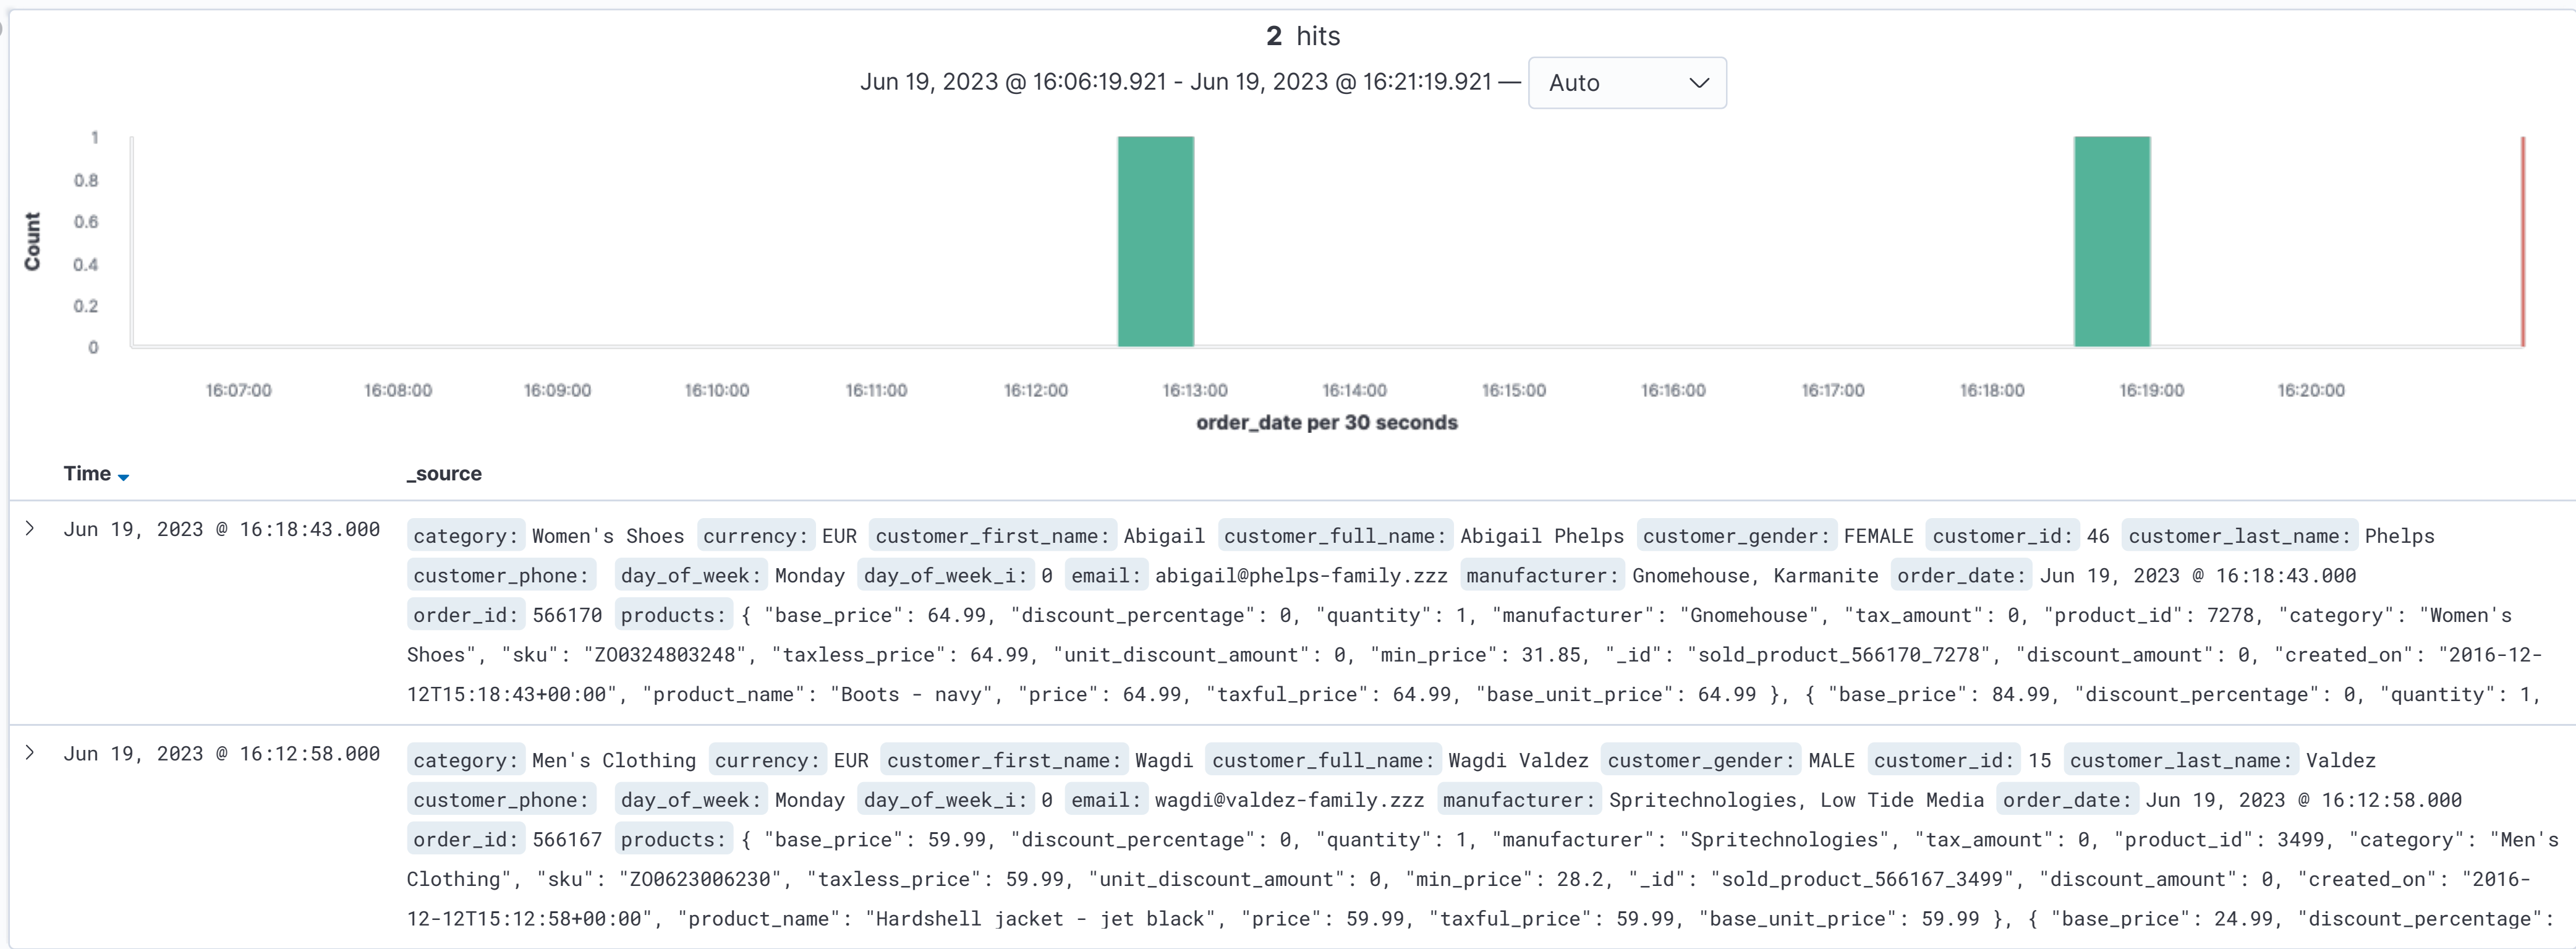 2 hits
Jun 19, 2023 @ 16:06:19.921 - Jun 19, 2023 @ 16:21:19.921 — Auto
Count
1
0.8
0.6
0.4
0.2
0
16:07:00 16:08:00 16:09:00 16:10:00 16:11:00 16:12:00 16:13:00 16:14:00 16:15:00 16:16:00 16:17:00 16:18:00 16:19:00 16:20:00
order_date per 30 seconds
Time _source
Jun 19, 2023 @ 16:18:43.000 category: Women's Shoes currency: EUR customer_first_name: Abigail customer_full_name: Abigail Phelps customer_gender: FEMALE customer_id: 46 customer_last_name: Phelps
customer_phone: day_of_week: Monday day_of_week_i: 0 email: abigail@phelps-family.zzz manufacturer: Gnomehouse, Karmanite order_date: Jun 19, 2023 @ 16:18:43.000
order_id: 566170 products: { "base_price": 64.99, "discount_percentage": 0, "quantity": 1, "manufacturer": "Gnomehouse", "tax_amount": 0, "product_id": 7278, "category": "Women's
Shoes", "sku": "ZO0324803248", "taxless_price": 64.99, "unit_discount_amount": 0, "min_price": 31.85, "_id": "sold_product_566170_7278", "discount_amount": 0, "created_on": "2016-12-
12T15:18:43+00:00", "product_name": "Boots - navy", "price": 64.99, "taxful_price": 64.99, "base_unit_price": 64.99 }, { "base_price": 84.99, "discount_percentage": 0, "quantity": 1,
Jun 19, 2023 @ 16:12:58.000 category: Men's Clothing currency: EUR customer_first_name: Wagdi customer_full_name: Wagdi Valdez customer_gender: MALE customer_id: 15 customer_last_name: Valdez
customer_phone: day_of_week: Monday day_of_week_i: 0 email: wagdi@valdez-family.zzz manufacturer: Spritechnologies, Low Tide Media order_date: Jun 19, 2023 @ 16:12:58.000
order_id: 566167 products: { "base_price": 59.99, "discount_percentage": 0, "quantity": 1, "manufacturer": "Spritechnologies", "tax_amount": 0, "product_id": 3499, "category": "Men's
Clothing", "sku": "ZO0623006230", "taxless_price": 59.99, "unit_discount_amount": 0, "min_price": 28.2, "_id": "sold_product_566167_3499", "discount_amount": 0, "created_on": "2016-
12-12T15:12:58+00:00", "product_name": "Hardshell jacket - jet black", "price": 59.99, "taxful_price": 59.99, "base_unit_price": 59.99 }, { "base_price": 24.99, "discount_percentage":